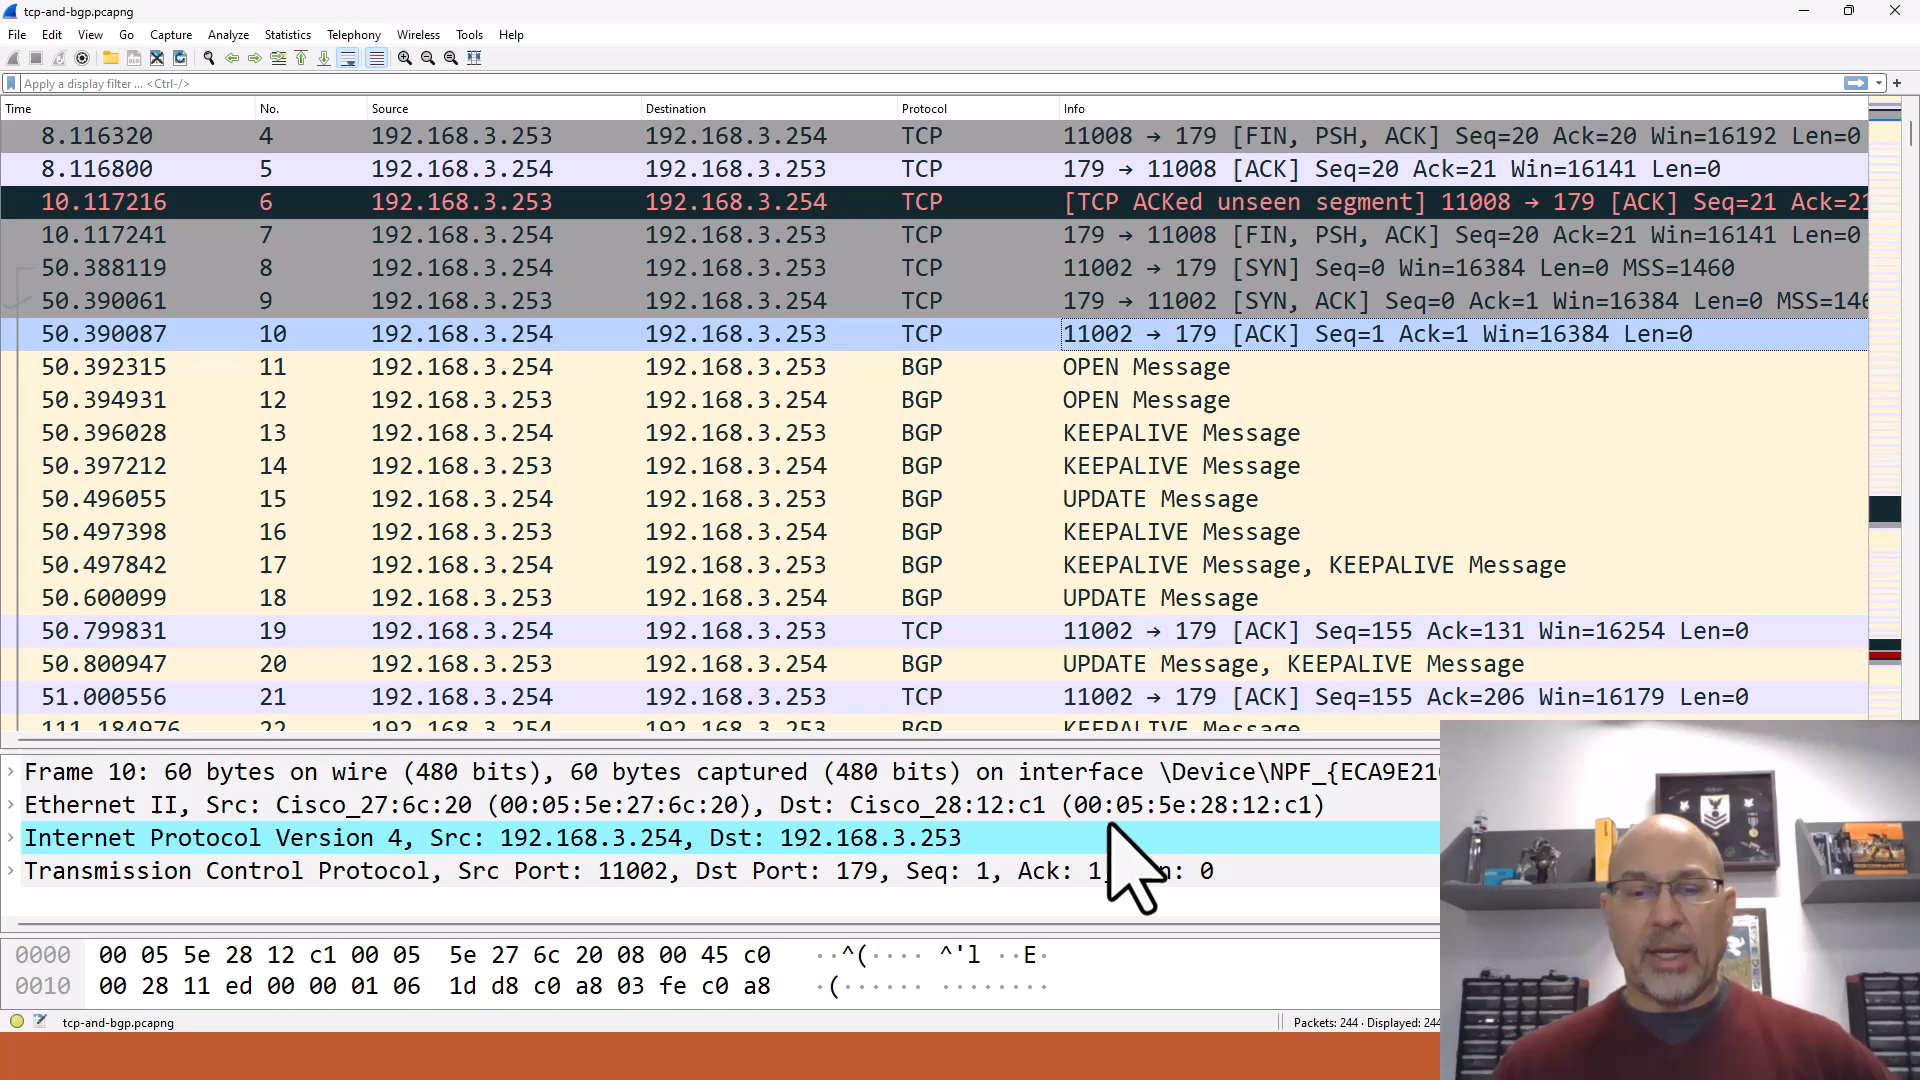 tcp-and-bgp.pcapng
File Edit View Go Capture Analyze Statistics Telephony Wireless Tools Help
Apply a display filter ... <Ctrl-/>
Time No. Source Destination Protocol Info
8.116320 4 192.168.3.253 192.168.3.254 TCP 11008 → 179 [FIN, PSH, ACK] Seq=20 Ack=20 Win=16192 Len=0
8.116800 5 192.168.3.254 192.168.3.253 TCP 179 → 11008 [ACK] Seq=20 Ack=21 Win=16141 Len=0
10.117216 6 192.168.3.253 192.168.3.254 TCP [TCP ACKed unseen segment] 11008 → 179 [ACK] Seq=21 Ack=21
10.117241 7 192.168.3.254 192.168.3.253 TCP 179 → 11008 [FIN, PSH, ACK] Seq=20 Ack=21 Win=16141 Len=0
50.388119 8 192.168.3.254 192.168.3.253 TCP 11002 → 179 [SYN] Seq=0 Win=16384 Len=0 MSS=1460
50.390061 9 192.168.3.253 192.168.3.254 TCP 179 → 11002 [SYN, ACK] Seq=0 Ack=1 Win=16384 Len=0 MSS=146
50.390087 10 192.168.3.254 192.168.3.253 TCP 11002 → 179 [ACK] Seq=1 Ack=1 Win=16384 Len=0
50.392315 11 192.168.3.254 192.168.3.253 BGP OPEN Message
50.394931 12 192.168.3.253 192.168.3.254 BGP OPEN Message
50.396028 13 192.168.3.254 192.168.3.253 BGP KEEPALIVE Message
50.397212 14 192.168.3.253 192.168.3.254 BGP KEEPALIVE Message
50.496055 15 192.168.3.254 192.168.3.253 BGP UPDATE Message
50.497398 16 192.168.3.253 192.168.3.254 BGP KEEPALIVE Message
50.497842 17 192.168.3.254 192.168.3.253 BGP KEEPALIVE Message, KEEPALIVE Message
50.600099 18 192.168.3.253 192.168.3.254 BGP UPDATE Message
50.799831 19 192.168.3.254 192.168.3.253 TCP 11002 → 179 [ACK] Seq=155 Ack=131 Win=16254 Len=0
50.800947 20 192.168.3.253 192.168.3.254 BGP UPDATE Message, KEEPALIVE Message
51.000556 21 192.168.3.254 192.168.3.253 TCP 11002 → 179 [ACK] Seq=155 Ack=206 Win=16179 Len=0
111.184976 22 192.168.3.254 192.168.3.253 BGP KEEPALIVE Message
Frame 10: 60 bytes on wire (480 bits), 60 bytes captured (480 bits) on interface \Device\NPF_{ECA9E21
Ethernet II, Src: Cisco_27:6c:20 (00:05:5e:27:6c:20), Dst: Cisco_28:12:c1 (00:05:5e:28:12:c1)
Internet Protocol Version 4, Src: 192.168.3.254, Dst: 192.168.3.253
Transmission Control Protocol, Src Port: 11002, Dst Port: 179, Seq: 1, Ack: 1, : 0
0000 00 05 5e 28 12 c1 00 05 5e 27 6c 20 08 00 45 c0 ··^(···· ^'l ··E·
0010 00 28 11 ed 00 00 01 06 1d d8 c0 a8 03 fe c0 a8 ·(······ ········
tcp-and-bgp.pcapng Packets: 244 · Displayed: 244